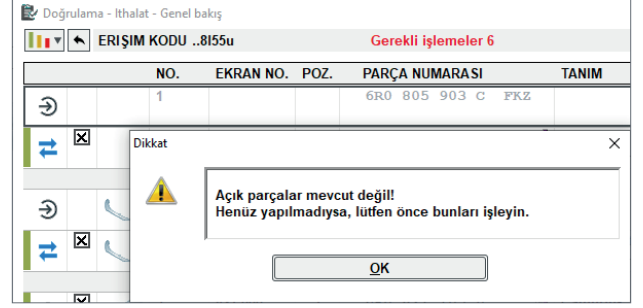 Doğrulama - Ithalat - Genel bakış
ERIŞIM KODU ..8I55u Gerekli işlemeler 6
NO. EKRAN NO. POZ. PARÇA NUMARASI TANIM
1 6R0 805 903 C FKZ
Dikkat
Açık parçalar mevcut değil!
Henüz yapılmadıysa, lütfen önce bunları işleyin.
OK